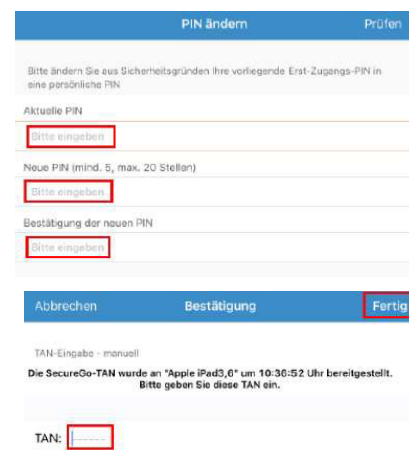 PIN ändern Prüfen
Bitte ändern Sie aus Sicherheitsgründen Ihre vorliegende Erst-Zugangs-PIN in
eine persönliche PIN
Aktuelle PIN
Bitte eingeben
Neue PIN (mind. 5, max. 20 Stellen)
Bitte eingeben
Bestätigung der neuen PIN
Bitte eingeben
Abbrechen Bestätigung Fertig
TAN-Eingabe - manuell
Die SecureGo-TAN wurde an "Apple iPad3,6" um 10:36:52 Uhr bereitgestellt.
Bitte geben Sie diese TAN ein.
TAN: ------